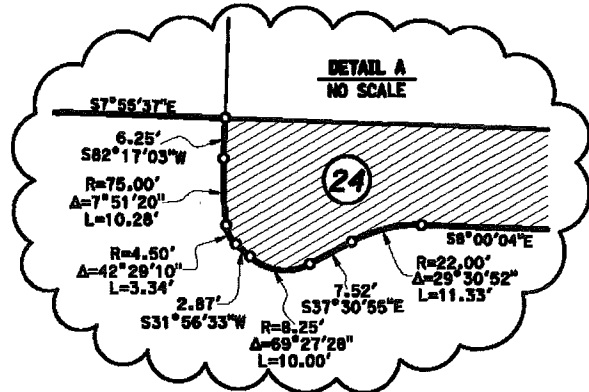 DETAIL A
NO SCALE
S7°55'37"E
6.25'
S82°17'03"W
R=75.00'
Δ=7°51'20"
L=10.28'
24
R=4.50'
Δ=42°29'10"
L=3.34'
2.87'
S31°56'33"W
R=8.25'
Δ=69°27'28"
L=10.00'
7.52'
S37°30'55"E
R=22.00'
Δ=29°30'52"
L=11.33'
S8°00'04"E